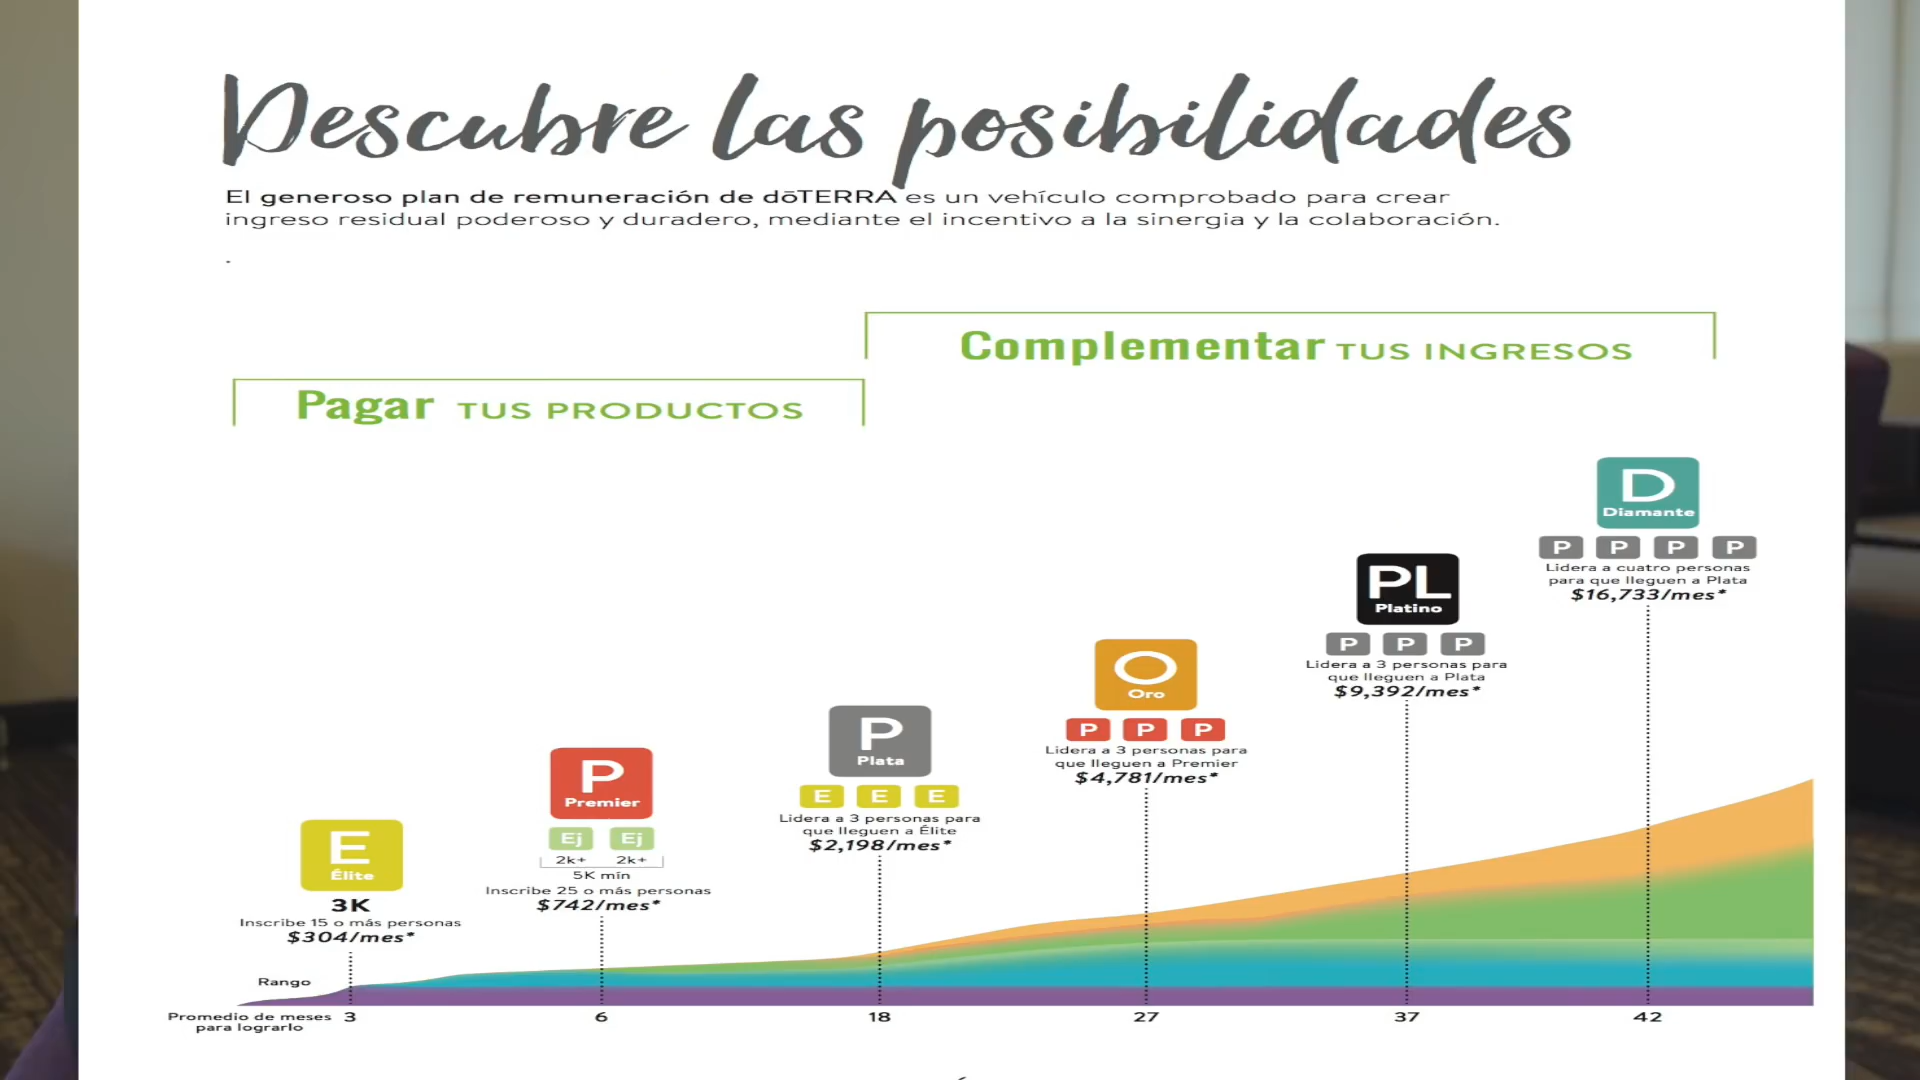 Descubre las posibilidades
El generoso plan de remuneración de dōTERRA es un vehículo comprobado para crear
ingreso residual poderoso y duradero, mediante el incentivo a la sinergia y la colaboración.
.
Complementar TUS INGRESOS
Pagar TUS PRODUCTOS
E
Élite
3K
Inscribe 15 o más personas
$304/mes*
P
Premier
Ej Ej
2k+ 2k+
5K mín
Inscribe 25 o más personas
$742/mes*
P
Plata
E E E
Lidera a 3 personas para
que lleguen a Élite
$2,198/mes*
O
Oro
P P P
Lidera a 3 personas para
que lleguen a Premier
$4,781/mes*
PL
Platino
P P P
Lidera a 3 personas para
que lleguen a Plata
$9,392/mes*
D
Diamante
P P P P
Lidera a cuatro personas
para que lleguen a Plata
$16,733/mes*
Rango
Promedio de meses
para lograrlo
3 6 18 27 37 42